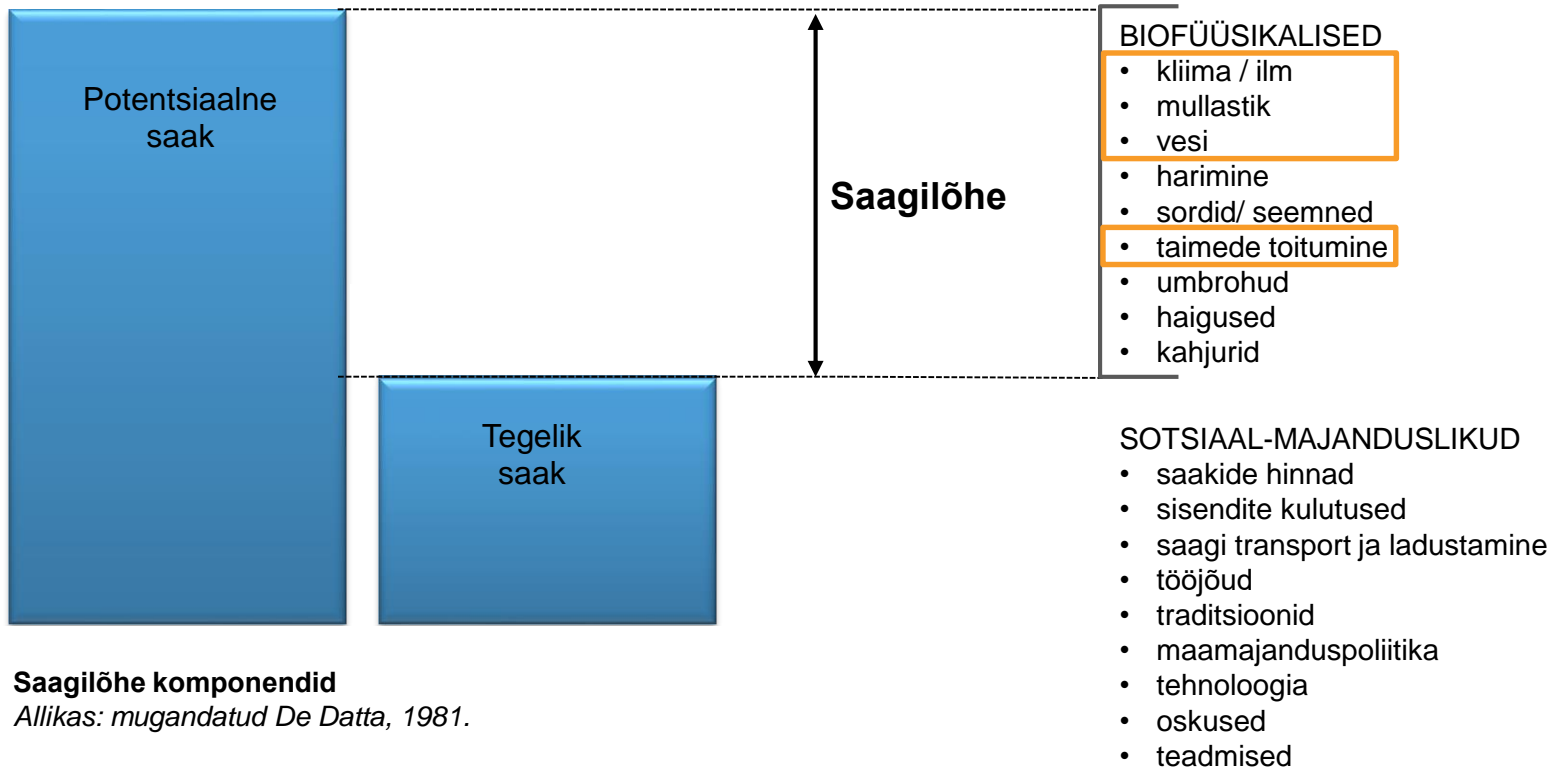 Potentsiaalne
saak
Tegelik
saak
Saagilõhe
BIOFÜÜSIKALISED
• kliima / ilm
• mullastik
• vesi
• harimine
• sordid/ seemned
• taimede toitumine
• umbrohud
• haigused
• kahjurid
SOTSIAAL-MAJANDUSLIKUD
• saakide hinnad
• sisendite kulutused
• saagi transport ja ladustamine
• tööjõud
• traditsioonid
• maamajanduspoliitika
• tehnoloogia
• oskused
• teadmised
Saagilõhe komponendid
Allikas: mugandatud De Datta, 1981.